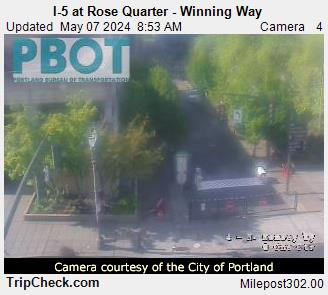 I-5 at Rose Quarter - Winning Way
Updated May 07 2024 8:53 AM Camera 4
PBOT
PORTLAND BUREAU OF TRANSPORTATION
Camera courtesy of the City of Portland
TripCheck.com Milepost302.00